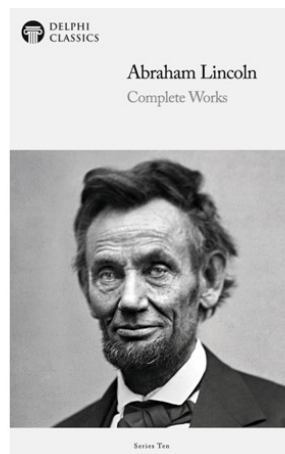 DELPHI
CLASSICS
Abraham Lincoln
Complete Works
Series Ten